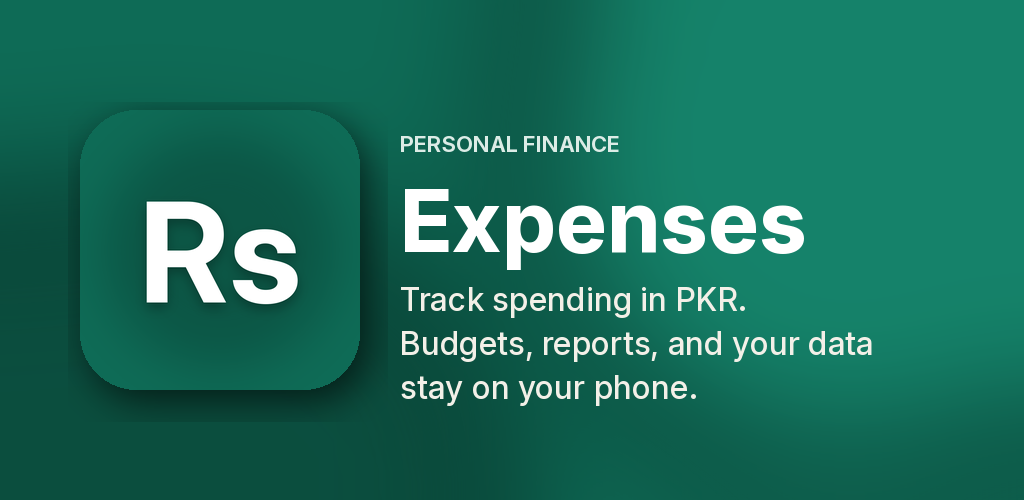 Rs
PERSONAL FINANCE
Expenses
Track spending in PKR.
Budgets, reports, and your data
stay on your phone.